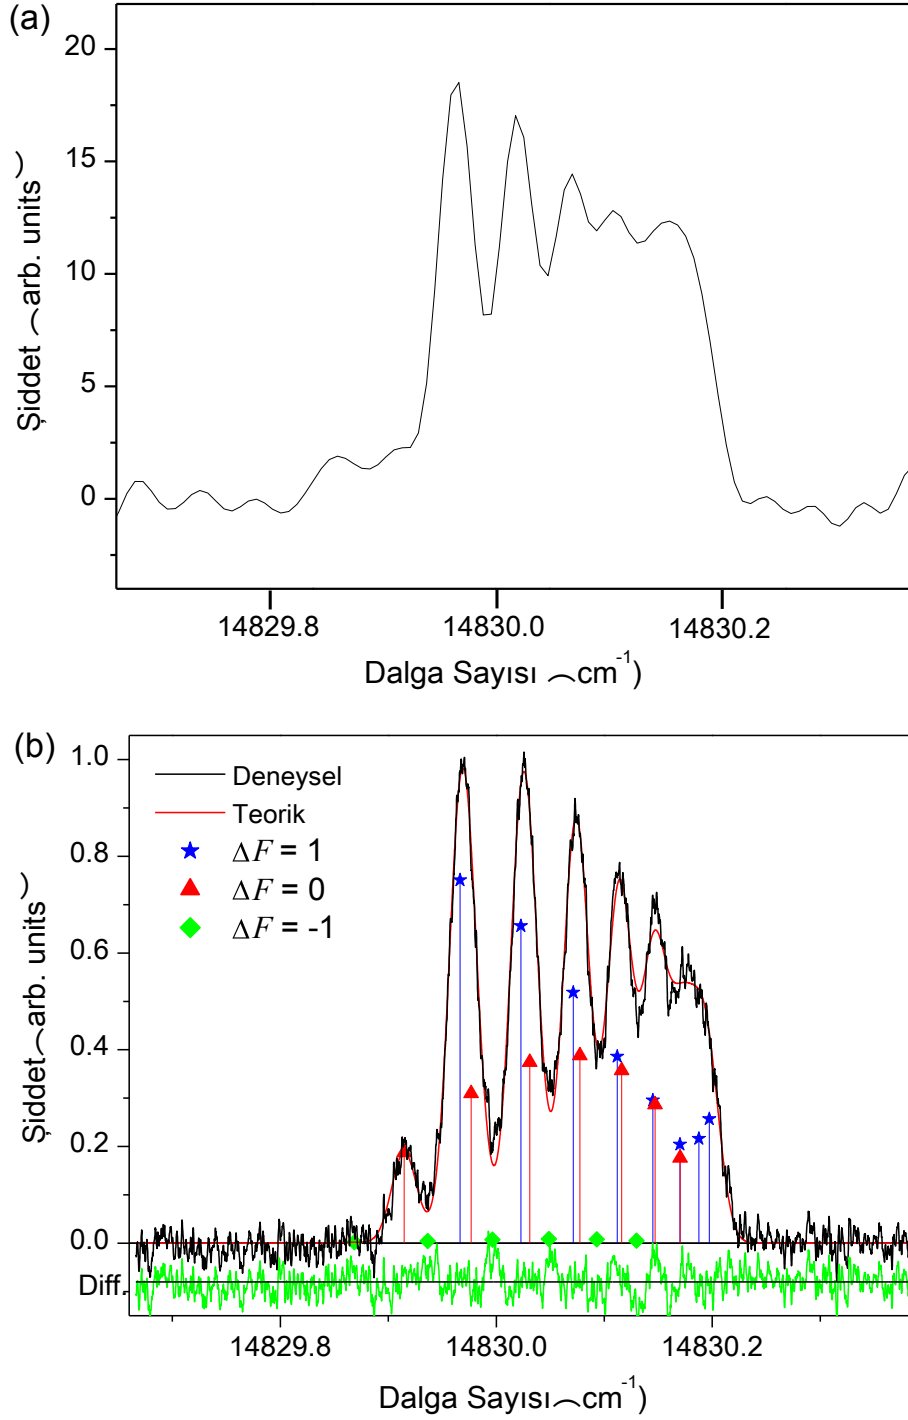 (a)
20
15
10
5
0
Şiddet (arb. units)
14829.8 14830.0 14830.2
Dalga Sayısı (cm-1)
(b)
1.0
0.8
0.6
0.4
0.2
0.0
Diff.
Deneysel
Teorik
ΔF = 1
ΔF = 0
ΔF = -1
Şiddet(arb. units)
14829.8 14830.0 14830.2
Dalga Sayısı(cm-1)